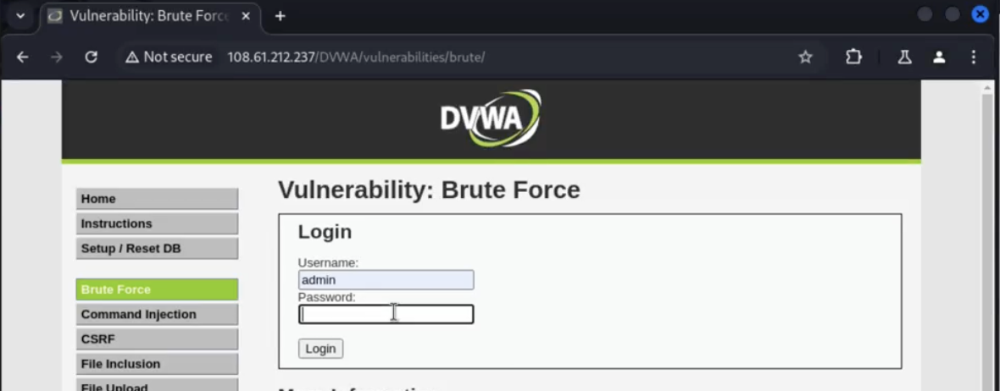 Vulnerability: Brute Forc
Not secure 108.61.212.237/DVWA/vulnerabilities/brute/
DVWA
Home
Instructions
Setup / Reset DB
Brute Force
Command Injection
CSRF
File Inclusion
File Upload
Vulnerability: Brute Force
Login
Username:
admin
Password:
Login